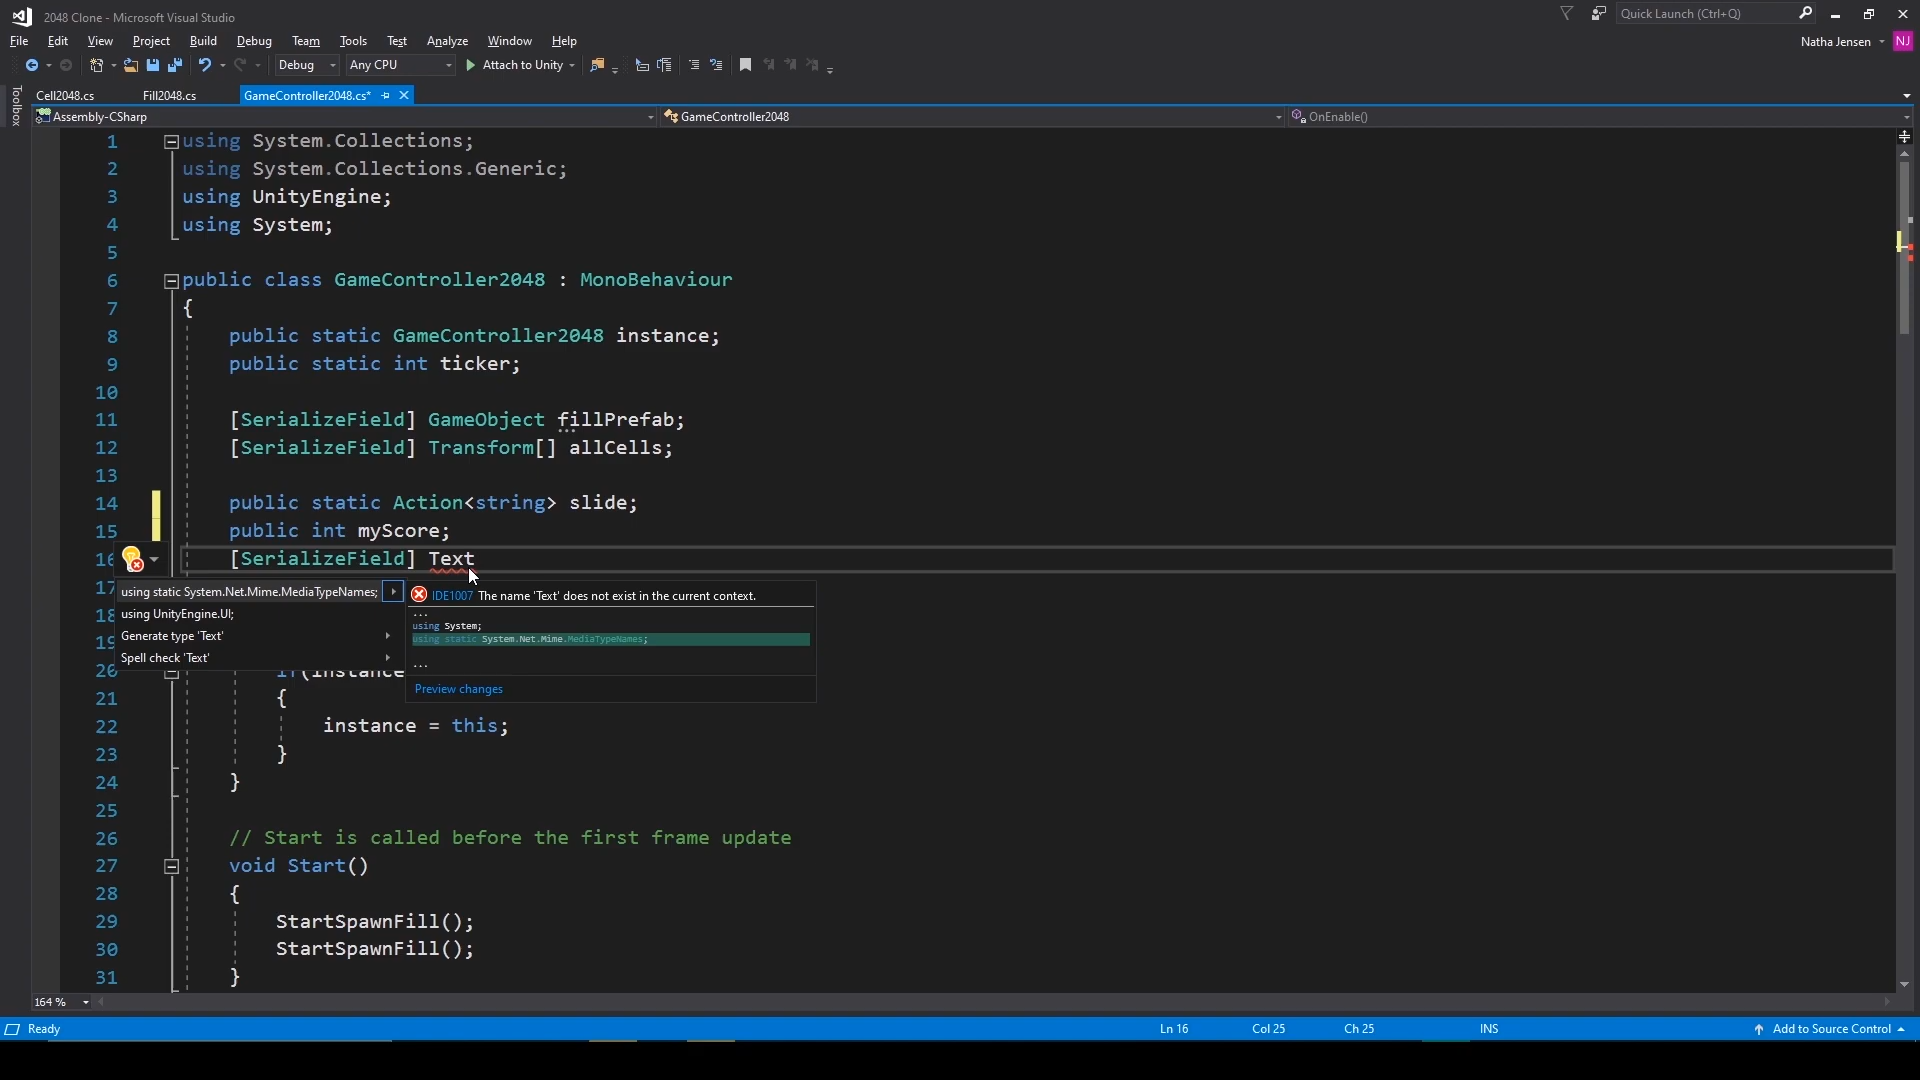 2048 Clone - Microsoft Visual Studio
Quick Launch (Ctrl+Q)
File Edit View Project Build Debug Team Tools Test Analyze Window Help
Natha Jensen NJ
Debug Any CPU Attach to Unity
Toolbox
Cell2048.cs Fill2048.cs GameController2048.cs*
Assembly-CSharp GameController2048 OnEnable()
1 using System.Collections;
2 using System.Collections.Generic;
3 using UnityEngine;
4 using System;
5
6 public class GameController2048 : MonoBehaviour
7 {
8 public static GameController2048 instance;
9 public static int ticker;
10
11 [SerializeField] GameObject fillPrefab;
12 [SerializeField] Transform[] allCells;
13
14 public static Action<string> slide;
15 public int myScore;
16 [SerializeField] Text
17
using static System.Net.Mime.MediaTypeNames;
IDE1007 The name 'Text' does not exist in the current context.
...
18
using UnityEngine.UI;
using System;
Generate type 'Text'
using static System.Net.Mime.MediaTypeNames;
19
Spell check 'Text'
...
20 if(instance
Preview changes
21 {
22 instance = this;
23 }
24 }
25
26 // Start is called before the first frame update
27 void Start()
28 {
29 StartSpawnFill();
30 StartSpawnFill();
31 }
164 %
Ready Ln 16 Col 25 Ch 25 INS Add to Source Control